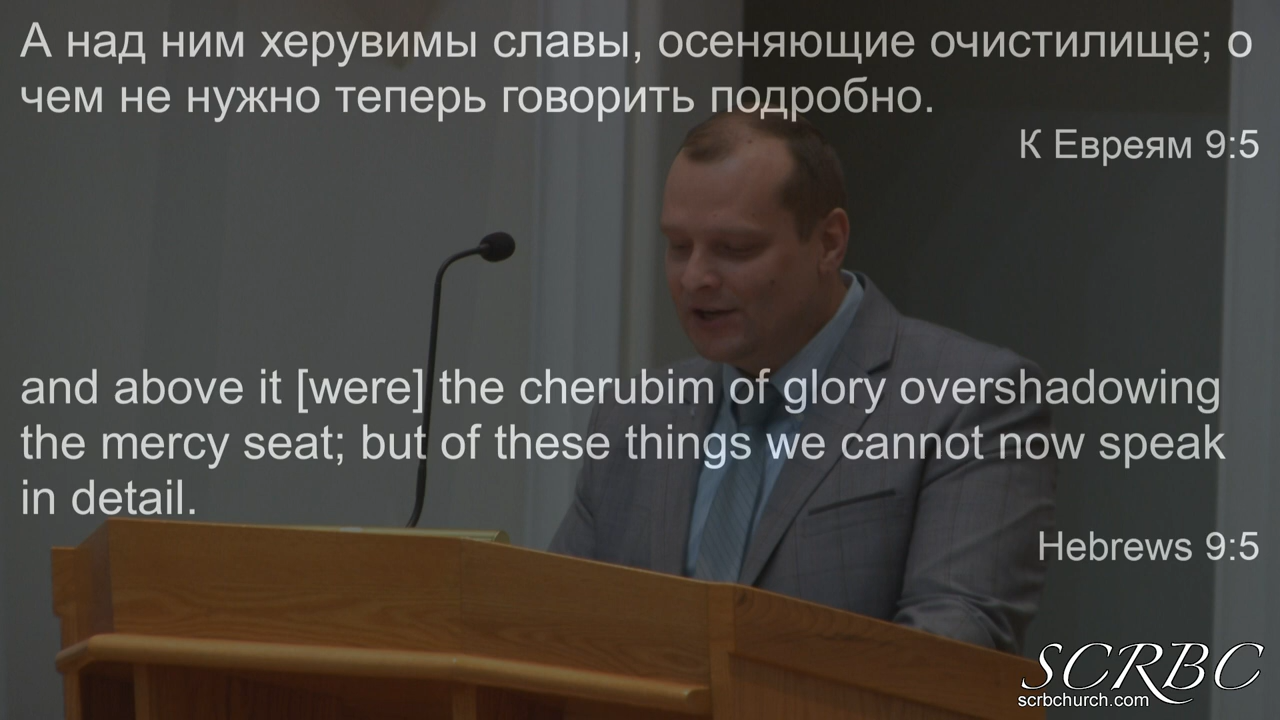 А над ним херувимы славы, осеняющие очистилище; о
чем не нужно теперь говорить подробно.
К Евреям 9:5
and above it [were] the cherubim of glory overshadowing
the mercy seat; but of these things we cannot now speak
in detail.
Hebrews 9:5
SCRBC
scrbchurch.com